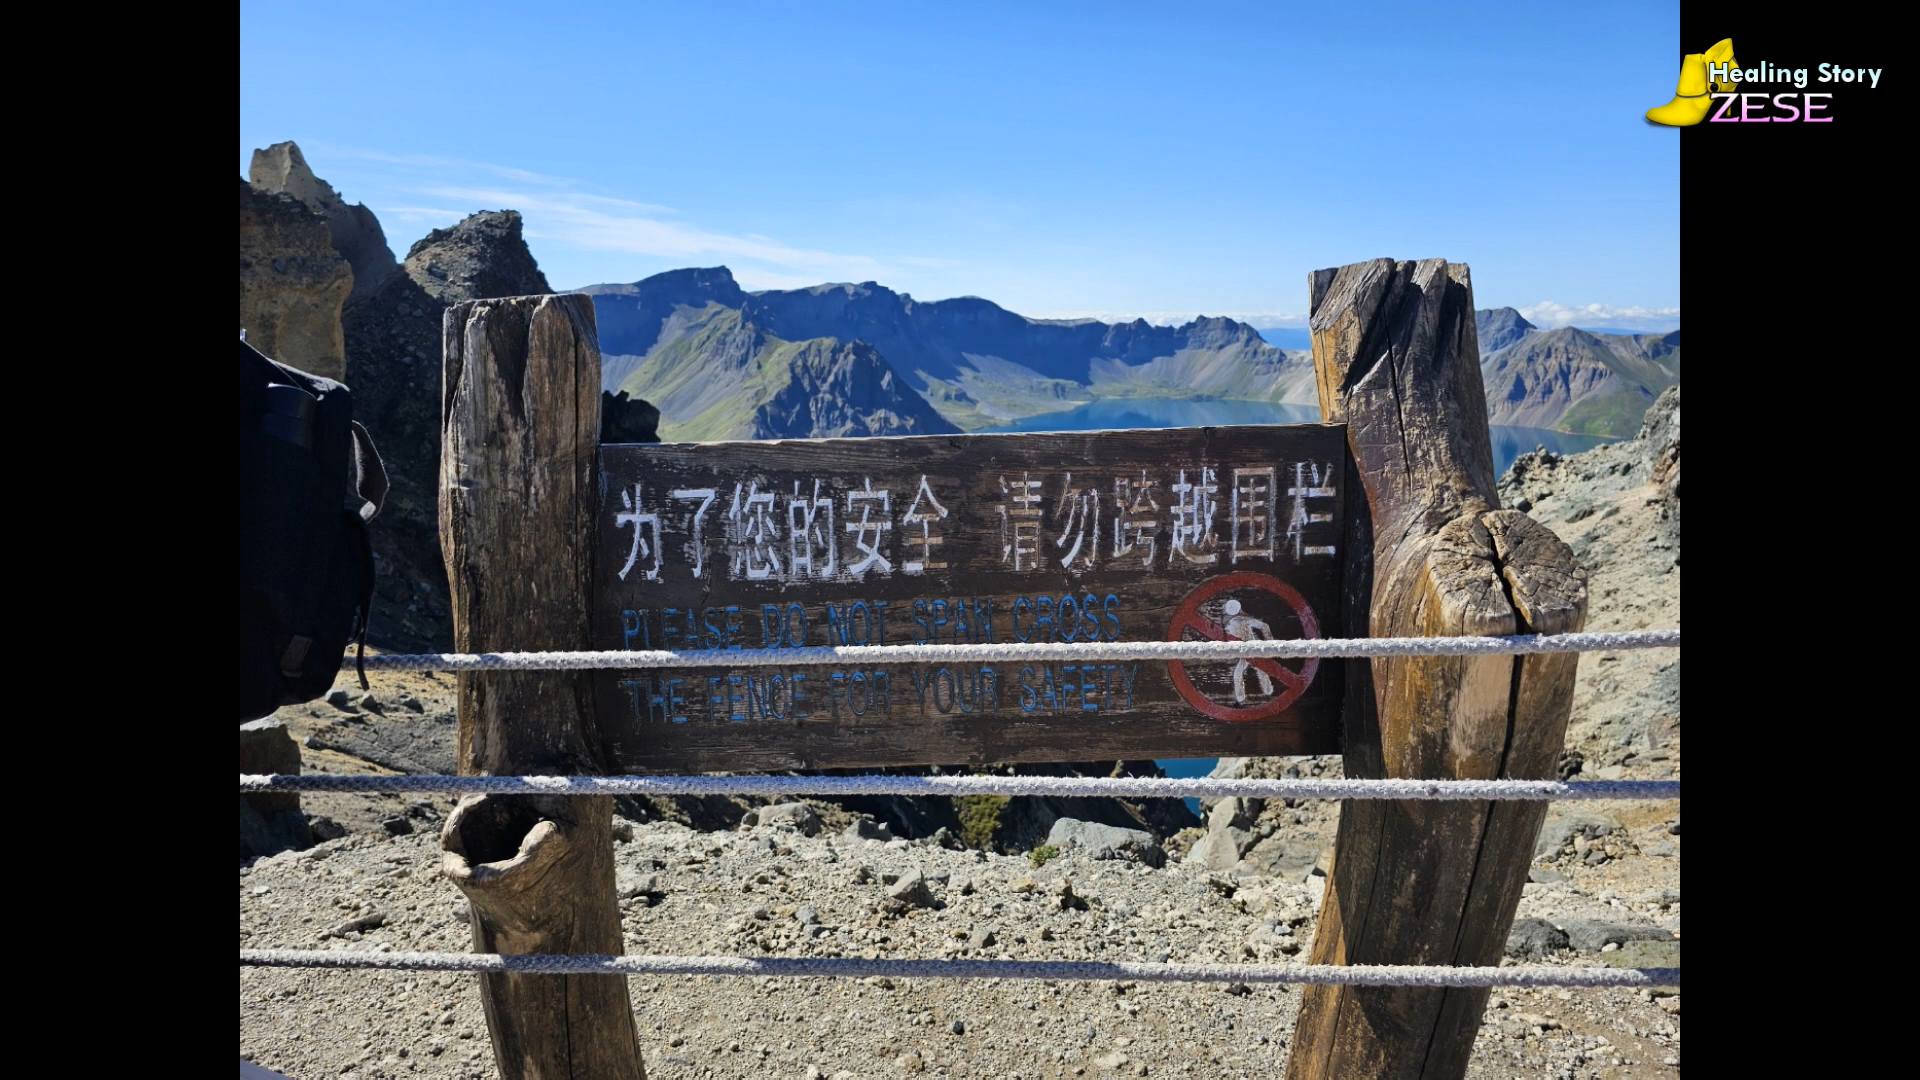 Healing Story
ZESE
为了您的安全 请勿跨越围栏
PLEASE DO NOT SPAN CROSS
THE FENCE FOR YOUR SAFETY